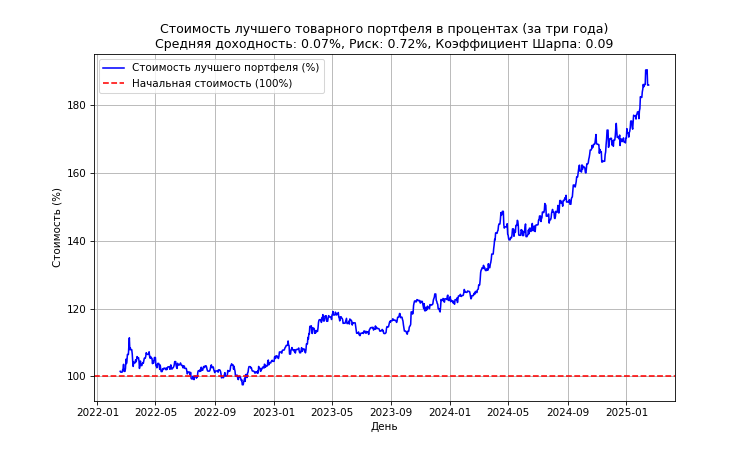 Стоимость лучшего товарного портфеля в процентах (за три года)
Средняя доходность: 0.07%, Риск: 0.72%, Коэффициент Шарпа: 0.09
Стоимость лучшего портфеля (%)
Начальная стоимость (100%)
Стоимость (%)
180
160
140
120
100
2022-01 2022-05 2022-09 2023-01 2023-05 2023-09 2024-01 2024-05 2024-09 2025-01
День